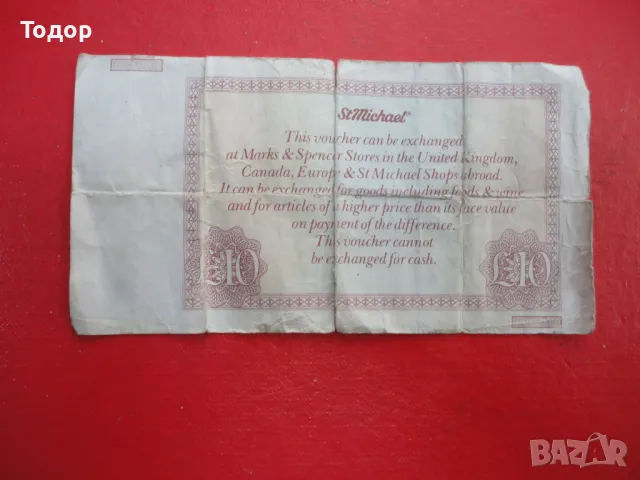 Тодор
St Michael®
This voucher can be exchanged
at Marks & Spencer Stores in the United Kingdom,
Canada, Europe & St Michael Shops abroad.
It can be exchanged for goods including foods & wine
and for articles of a higher price than its face value
on payment of the difference.
This voucher cannot
be exchanged for cash.
£10 £10
BAZAR